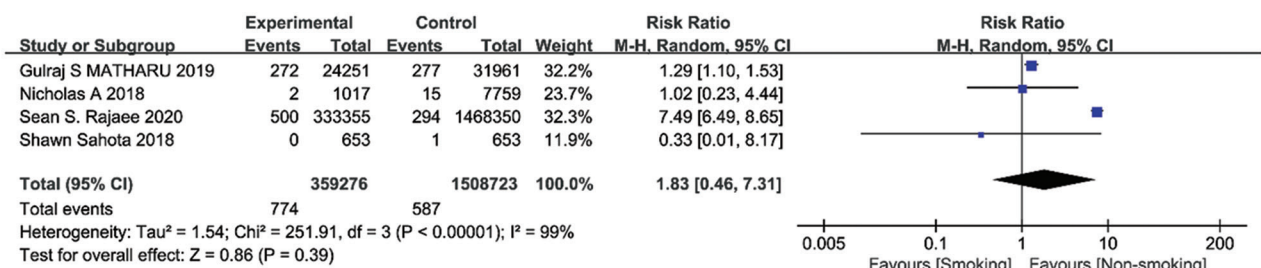 Experimental Control Risk Ratio Risk Ratio
Study or Subgroup Events Total Events Total Weight M-H, Random, 95% CI M-H, Random, 95% CI
Gulraj S MATHARU 2019 272 24251 277 31961 32.2% 1.29 [1.10, 1.53]
Nicholas A 2018 2 1017 15 7759 23.7% 1.02 [0.23, 4.44]
Sean S. Rajaee 2020 500 333355 294 1468350 32.3% 7.49 [6.49, 8.65]
Shawn Sahota 2018 0 653 1 653 11.9% 0.33 [0.01, 8.17]
Total (95% CI) 359276 1508723 100.0% 1.83 [0.46, 7.31]
Total events 774 587
Heterogeneity: Tau² = 1.54; Chi² = 251.91, df = 3 (P < 0.00001); I² = 99%
Test for overall effect: Z = 0.86 (P = 0.39)
0.005 0.1 1 10 200
Favours [Smoking] Favours [Non-smoking]